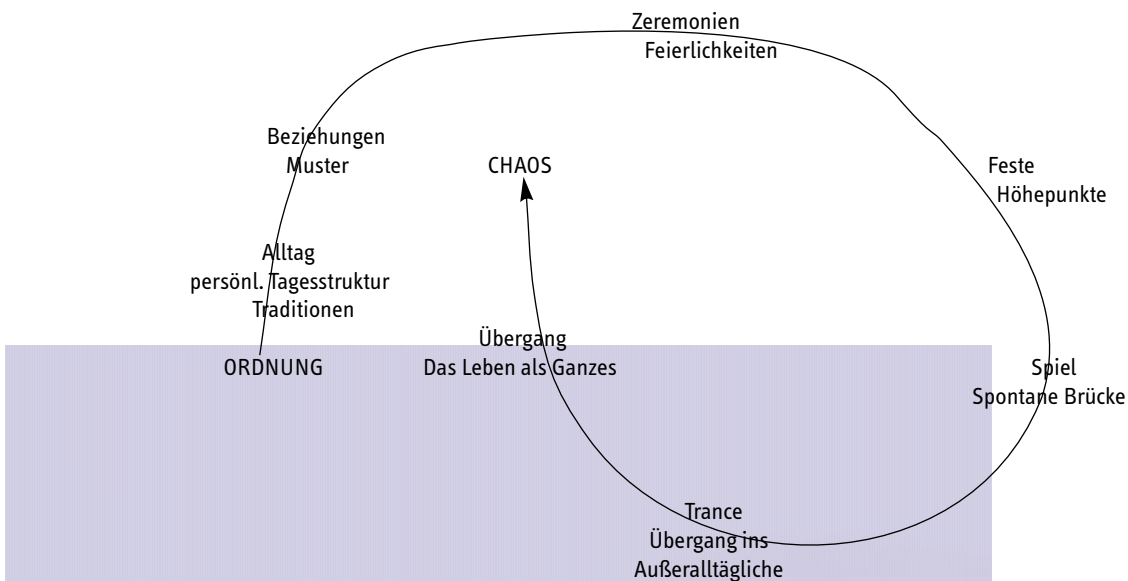 Zeremonien
Feierlichkeiten
Beziehungen
Muster
CHAOS
Feste
Höhepunkte
Alltag
persönl. Tagesstruktur
Traditionen
Übergang
Das Leben als Ganzes
ORDNUNG
Spiel
Spontane Brücke
Trance
Übergang ins
Außeralltägliche